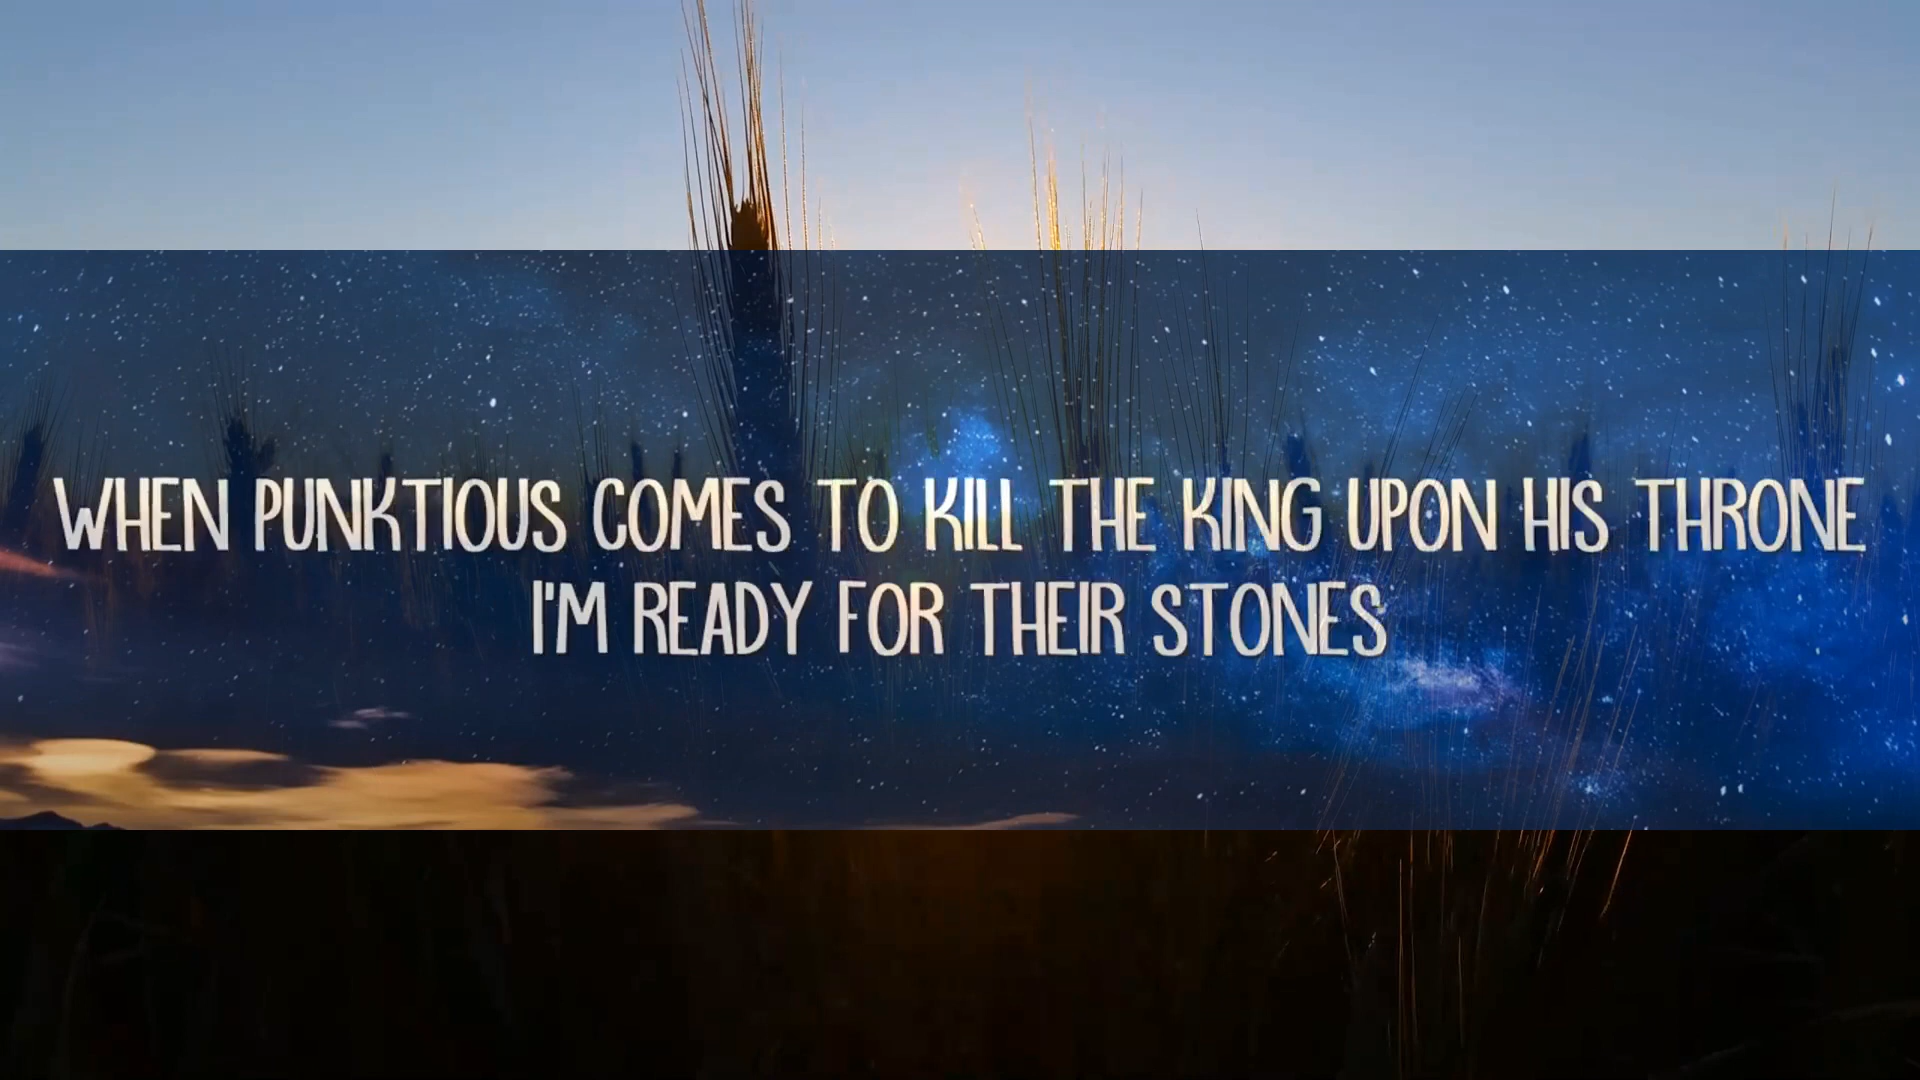 WHEN PUNKTIOUS COMES TO KILL THE KING UPON HIS THRONE
I'M READY FOR THEIR STONES